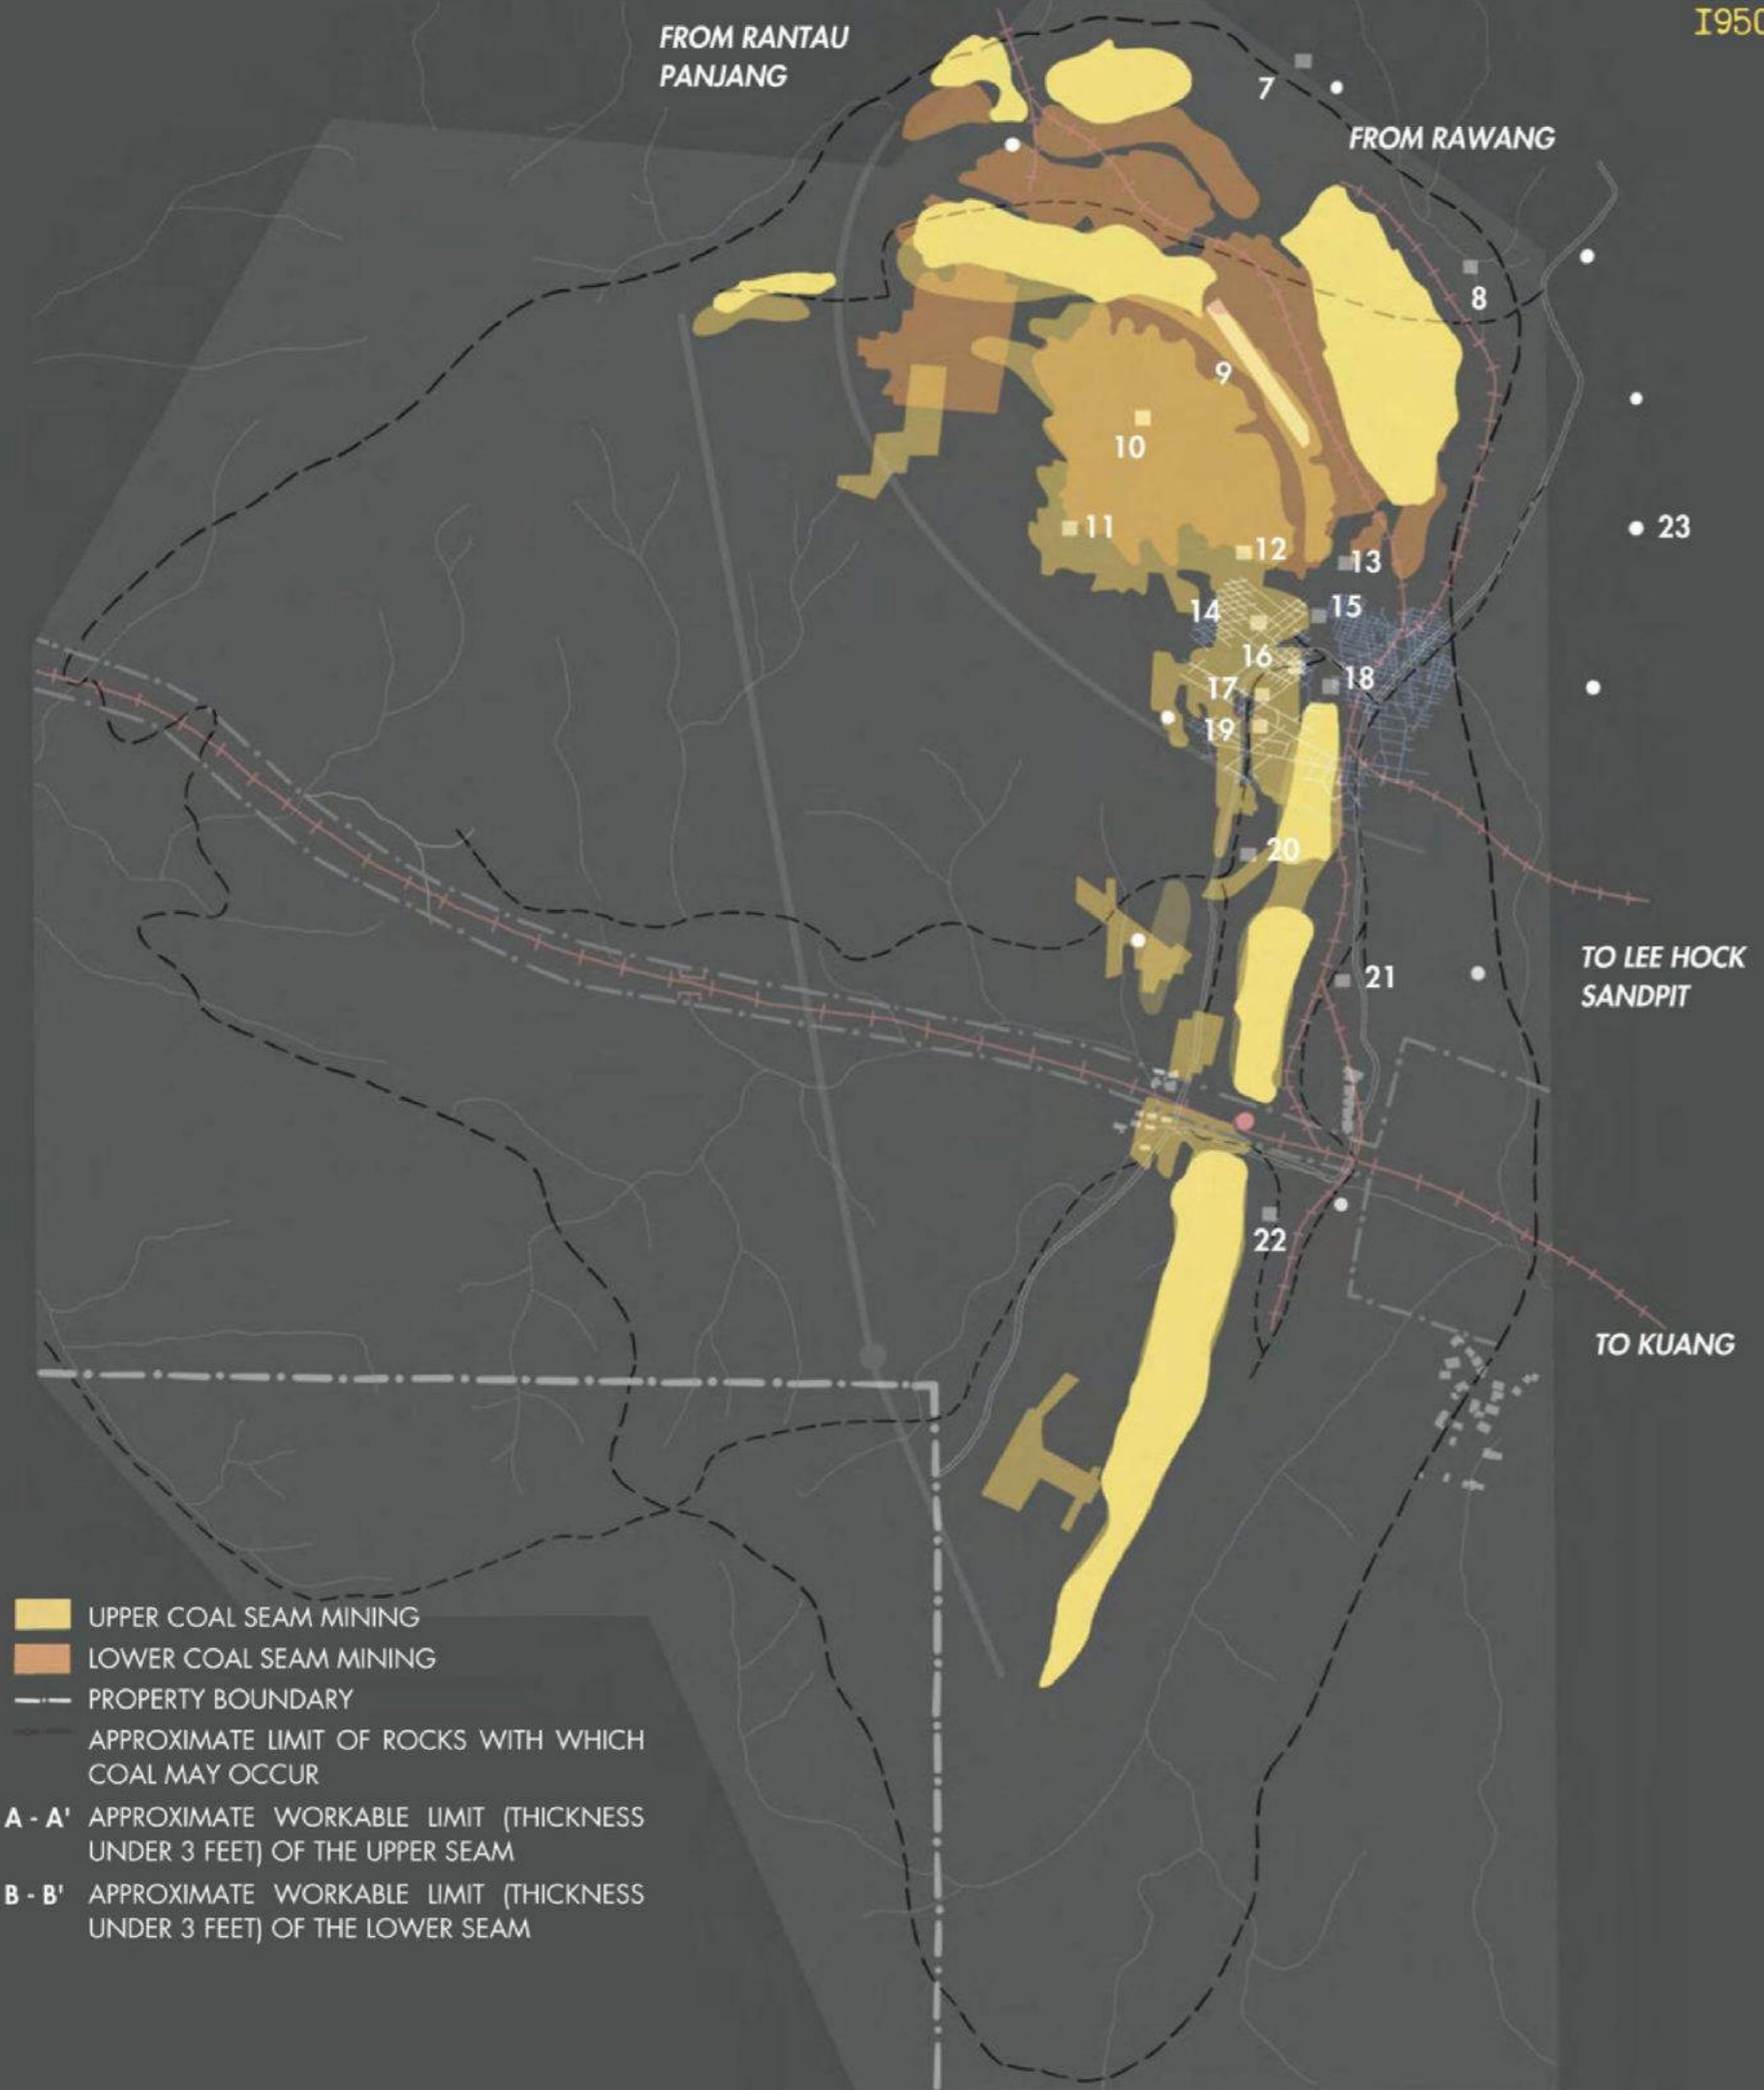 I950
FROM RANTAU
PANJANG
7
FROM RAWANG
8
9
10
11
12
23
13
14
15
16
18
17
19
20
TO LEE HOCK
SANDPIT
21
22
TO KUANG
UPPER COAL SEAM MINING
LOWER COAL SEAM MINING
PROPERTY BOUNDARY
APPROXIMATE LIMIT OF ROCKS WITH WHICH
COAL MAY OCCUR
A - A' APPROXIMATE WORKABLE LIMIT (THICKNESS
UNDER 3 FEET) OF THE UPPER SEAM
B - B' APPROXIMATE WORKABLE LIMIT (THICKNESS
UNDER 3 FEET) OF THE LOWER SEAM